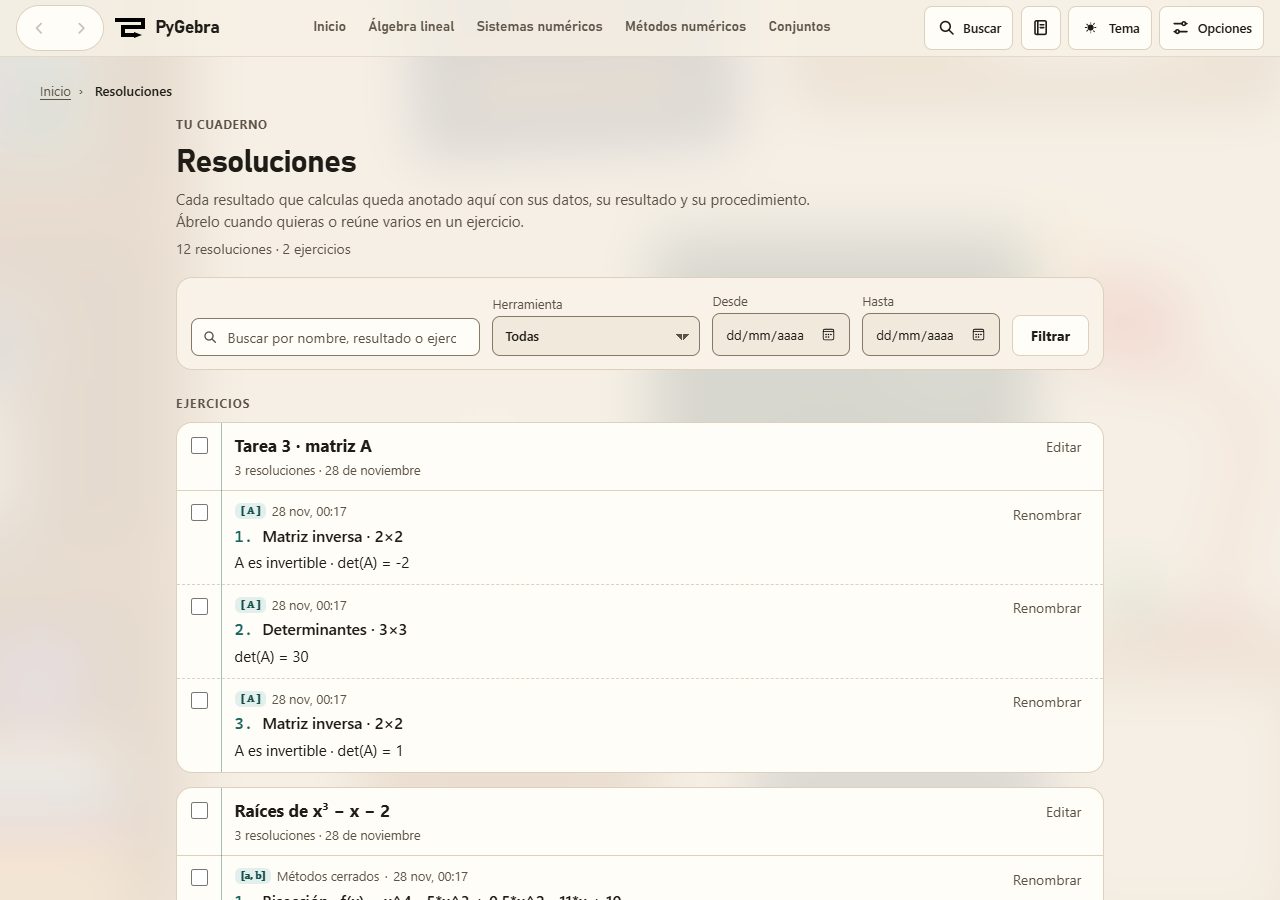 PyGebra
Inicio Álgebra lineal Sistemas numéricos Métodos numéricos Conjuntos
Buscar Tema Opciones
Inicio › Resoluciones
TU CUADERNO
Resoluciones
Cada resultado que calculas queda anotado aquí con sus datos, su resultado y su procedimiento.
Ábrelo cuando quieras o reúne varios en un ejercicio.
12 resoluciones · 2 ejercicios
Herramienta Desde Hasta
Buscar por nombre, resultado o ejerc Todas dd/mm/aaaa dd/mm/aaaa Filtrar
EJERCICIOS
Tarea 3 · matriz A Editar
3 resoluciones · 28 de noviembre
[A] 28 nov, 00:17 Renombrar
1. Matriz inversa · 2×2
A es invertible · det(A) = -2
[A] 28 nov, 00:17 Renombrar
2. Determinantes · 3×3
det(A) = 30
[A] 28 nov, 00:17 Renombrar
3. Matriz inversa · 2×2
A es invertible · det(A) = 1
Raíces de x³ − x − 2 Editar
3 resoluciones · 28 de noviembre
[a, b] Métodos cerrados · 28 nov, 00:17 Renombrar